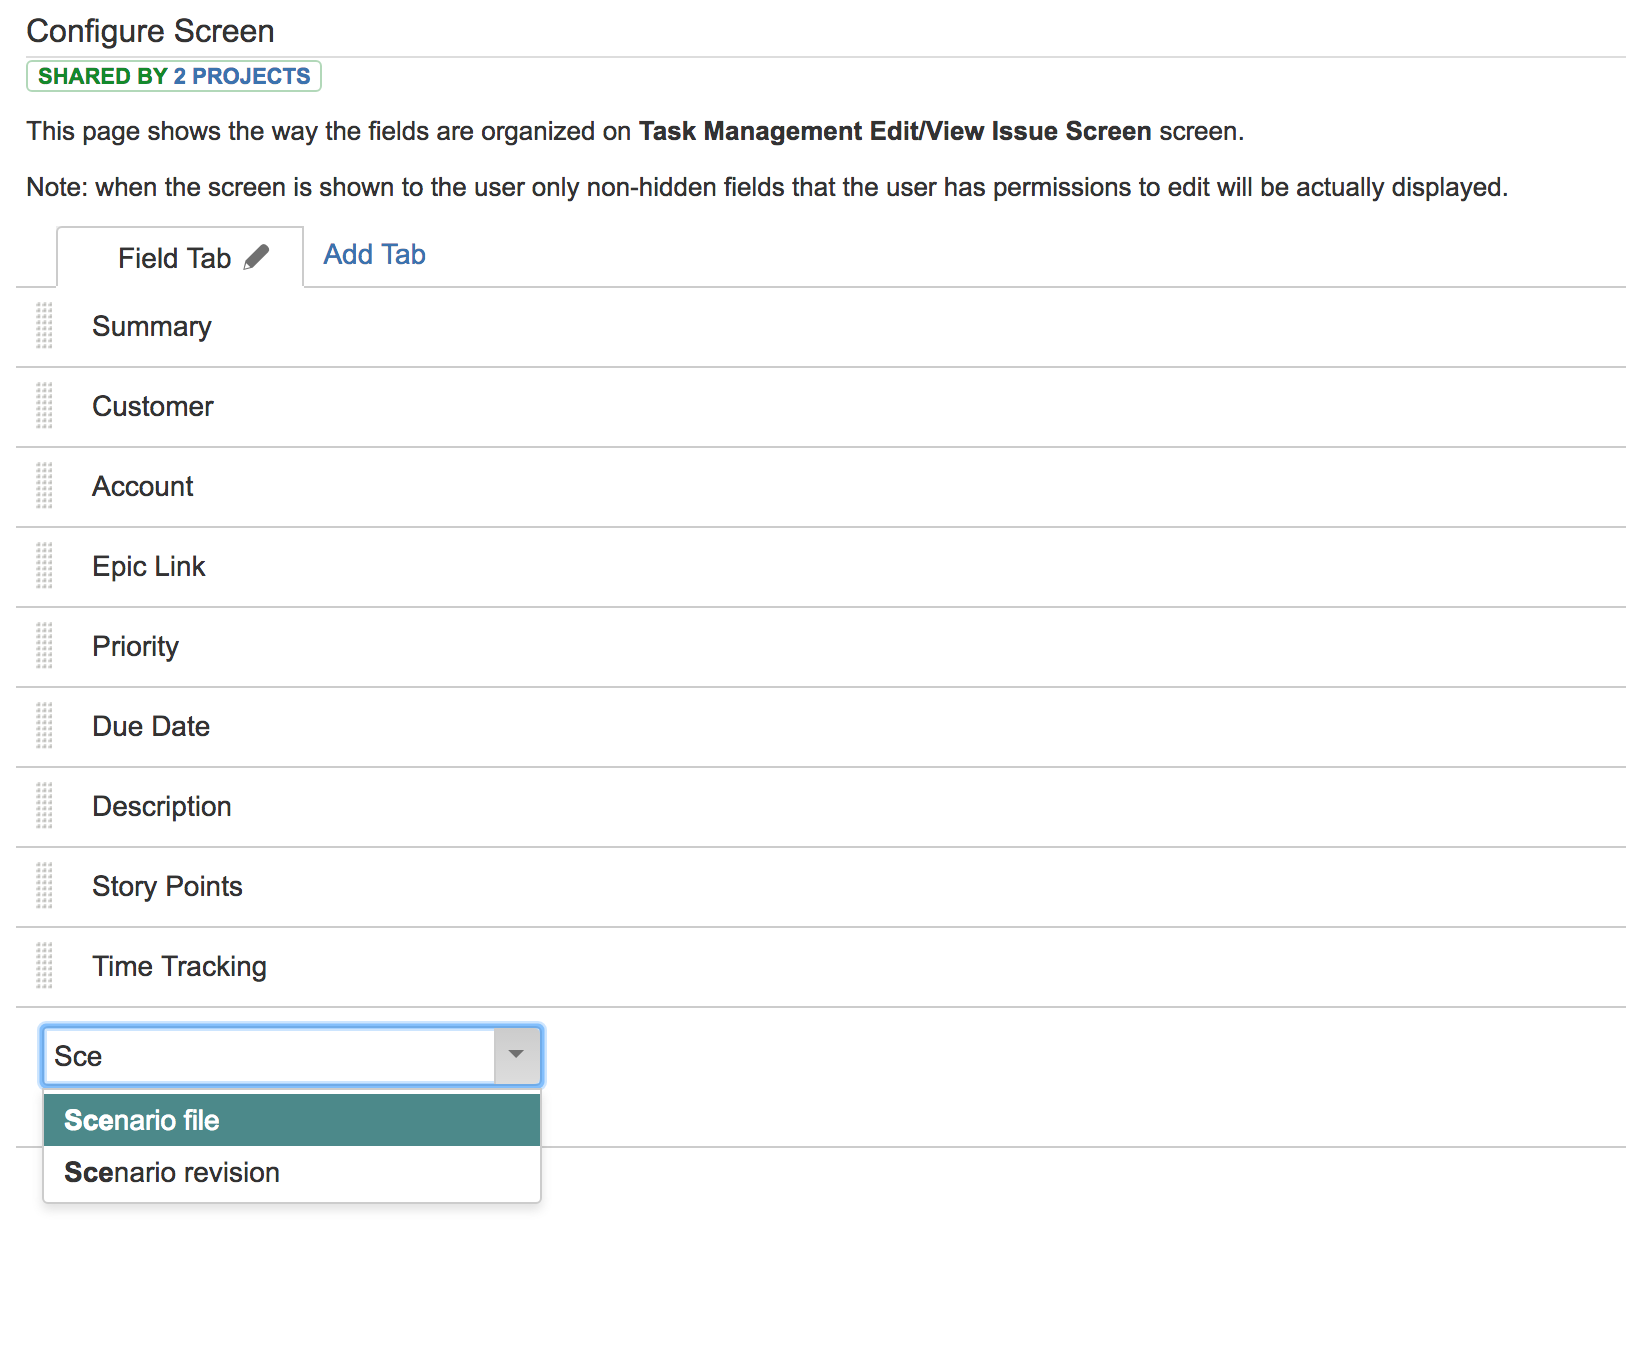 Configure Screen
SHARED BY 2 PROJECTS
This page shows the way the fields are organized on Task Management Edit/View Issue Screen screen.
Note: when the screen is shown to the user only non-hidden fields that the user has permissions to edit will be actually displayed.
Field Tab Add Tab
Summary
Customer
Account
Epic Link
Priority
Due Date
Description
Story Points
Time Tracking
Sce
Scenario file
Scenario revision